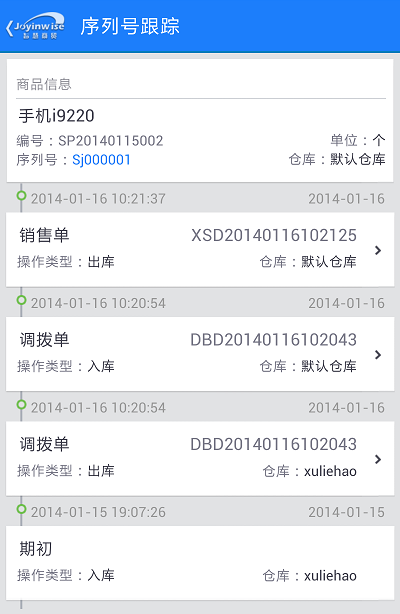 Joyinwise
智慧商贸
序列号跟踪
商品信息
手机i9220
编号：SP20140115002 单位：个
序列号：Sj000001 仓库：默认仓库
2014-01-16 10:21:37 2014-01-16
销售单 XSD20140116102125
操作类型：出库 仓库：默认仓库
2014-01-16 10:20:54 2014-01-16
调拨单 DBD20140116102043
操作类型：入库 仓库：默认仓库
2014-01-16 10:20:54 2014-01-16
调拨单 DBD20140116102043
操作类型：出库 仓库：xuliehao
2014-01-15 19:07:26 2014-01-15
期初
操作类型：入库 仓库：xuliehao